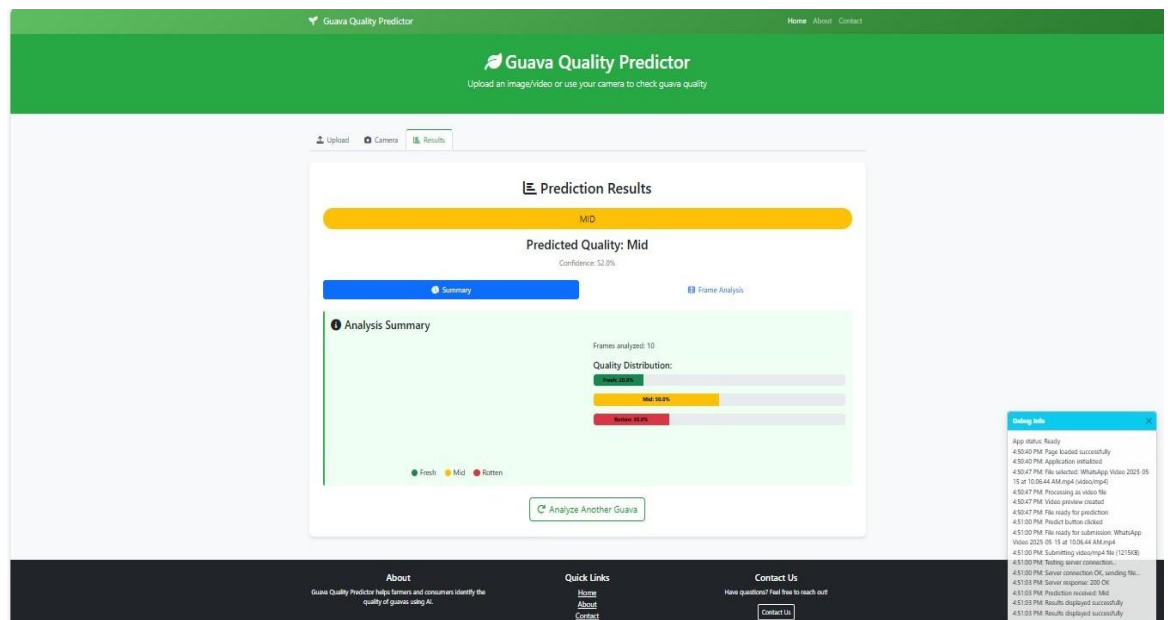 Guava Quality Predictor
Home About Contact
Guava Quality Predictor
Upload an image/video or use your camera to check guava quality
Upload Camera Results
Prediction Results
MID
Predicted Quality: Mid
Confidence: 52.0%
Summary Frame Analysis
Analysis Summary
Frames analyzed: 10
Quality Distribution:
Fresh: 20.0%
Mid: 50.0%
Rotten: 30.0%
Fresh Mid Rotten
Analyze Another Guava
Debug Info
App status: Ready
4:50:40 PM: Page loaded successfully
4:50:40 PM: Application initialized
4:50:47 PM: File selected: WhatsApp Video 2025-05-
15 at 10.06.44 AM.mp4 (video/mp4)
4:50:47 PM: Processing as video file
4:50:47 PM: Video preview created
4:50:47 PM: File ready for prediction
4:51:00 PM: Predict button clicked
4:51:00 PM: File ready for submission: WhatsApp
Video 2025-05-15 at 10.06.44 AM.mp4
4:51:00 PM: Submitting video/mp4 file (1215KB)
4:51:00 PM: Testing server connection...
4:51:00 PM: Server connection OK, sending file...
4:51:03 PM: Server response: 200 OK
4:51:03 PM: Prediction received: Mid
4:51:03 PM: Results displayed successfully
4:51:03 PM: Results displayed successfully
About
Guava Quality Predictor helps farmers and consumers identify the
quality of guavas using AI.
Quick Links
Home
About
Contact
Contact Us
Have questions? Feel free to reach out!
Contact Us